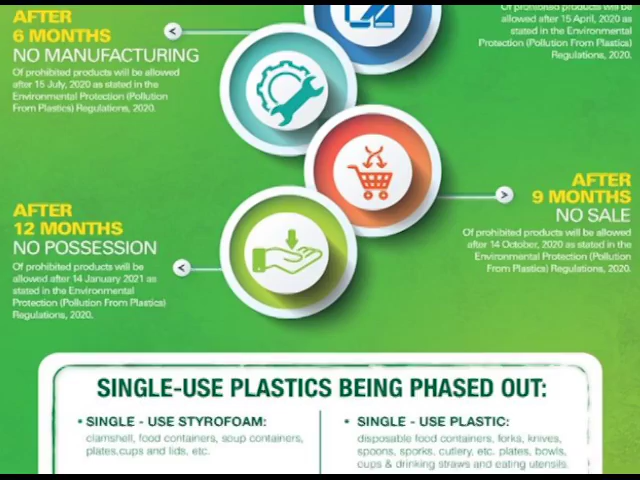 AFTER
6 MONTHS
NO MANUFACTURING
Of prohibited products will be allowed
after 15 July, 2020 as stated in the
Environmental Protection (Pollution
From Plastics) Regulations, 2020.
Of prohibited products will be
allowed after 15 April, 2020 as
stated in the Environmental
Protection (Pollution From Plastics)
Regulations, 2020.
AFTER
9 MONTHS
NO SALE
Of prohibited products will be allowed
after 14 October, 2020 as stated in the
Environmental Protection (Pollution
From Plastics) Regulations, 2020.
AFTER
12 MONTHS
NO POSSESSION
Of prohibited products will be
allowed after 14 January 2021 as
stated in the Environmental
Protection (Pollution From Plastics)
Regulations, 2020.
SINGLE-USE PLASTICS BEING PHASED OUT:
• SINGLE - USE STYROFOAM:
clamshell, food containers, soup containers,
plates,cups and lids, etc.
• SINGLE - USE PLASTIC:
disposable food containers, forks, knives,
spoons, sporks, cutlery, etc. plates, bowls,
cups & drinking straws and eating utensils.